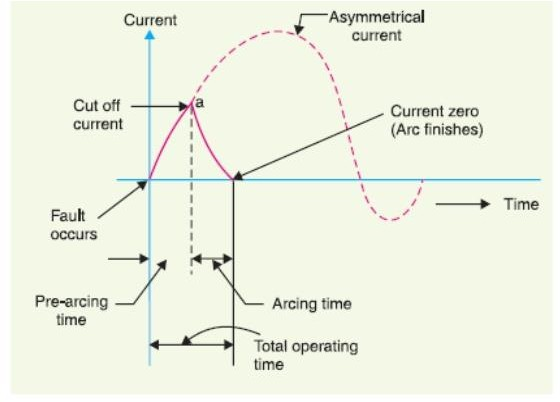 Current
Asymmetrical
current
Cut off
current
a
Current zero
(Arc finishes)
Time
Fault
occurs
Pre-arcing
time
Arcing time
Total operating
time